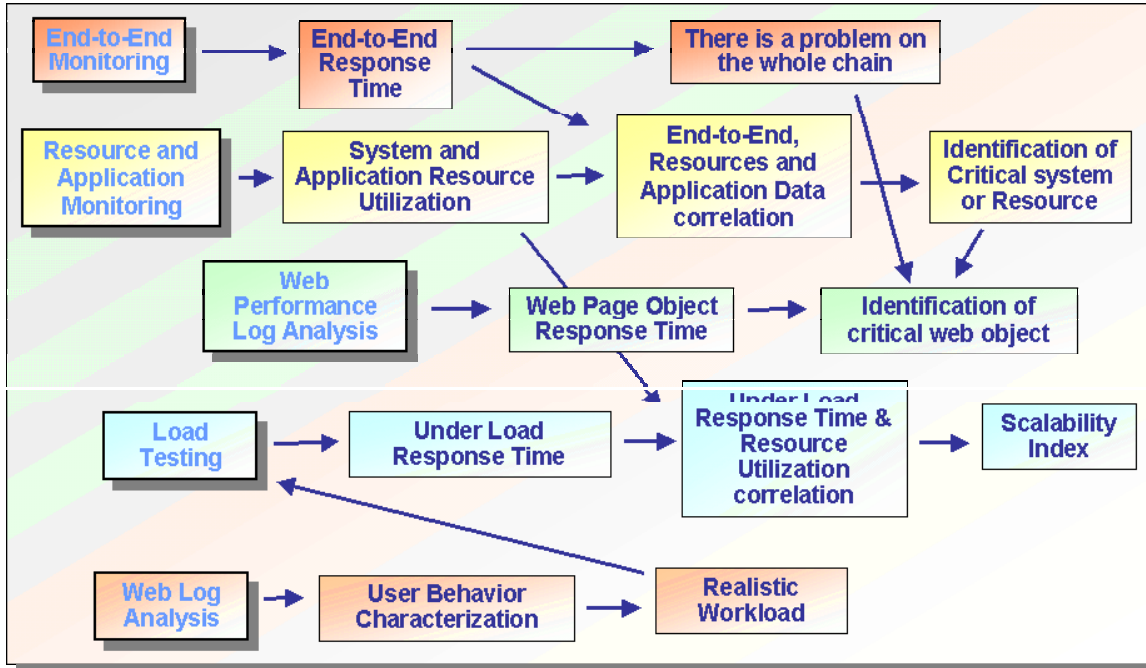 End-to-End
Monitoring
End-to-End
Response
Time
There is a problem on
the whole chain
Resource and
Application
Monitoring
System and
Application Resource
Utilization
End-to-End,
Resources and
Application Data
correlation
Identification of
Critical system
or Resource
Web
Performance
Log Analysis
Web Page Object
Response Time
Identification of
critical web object
Load
Testing
Under Load
Response Time
Under Load
Response Time &
Resource
Utilization
correlation
Scalability
Index
Web Log
Analysis
User Behavior
Characterization
Realistic
Workload